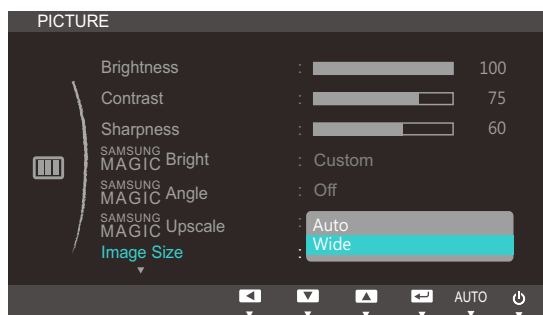 PICTURE
Brightness : 100
Contrast : 75
Sharpness : 60
SAMSUNG MAGIC Bright : Custom
SAMSUNG MAGIC Angle : Off
SAMSUNG MAGIC Upscale : Auto
Image Size : Wide
AUTO